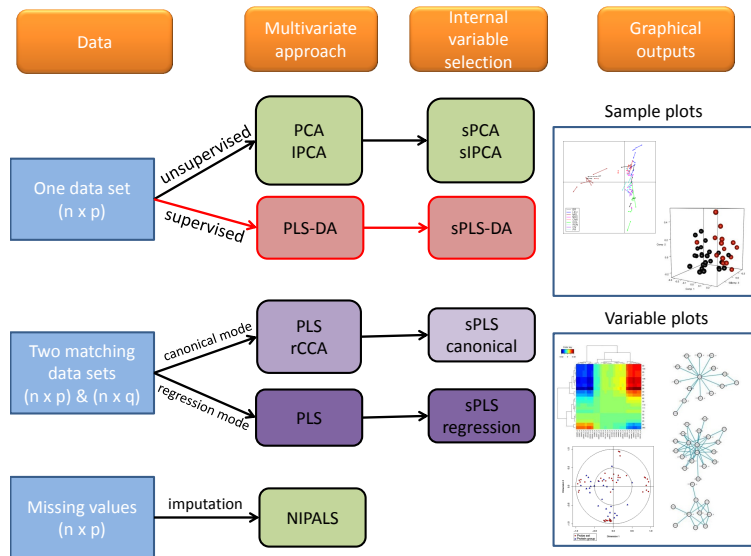 Data
Multivariate
approach
Internal
variable
selection
Graphical
outputs
One data set
(n x p)
unsupervised
supervised
PCA
IPCA
sPCA
sIPCA
PLS-DA
sPLS-DA
Sample plots
Two matching
data sets
(n x p) & (n x q)
canonical mode
regression mode
PLS
rCCA
sPLS
canonical
PLS
sPLS
regression
Variable plots
Missing values
(n x p)
imputation
NIPALS